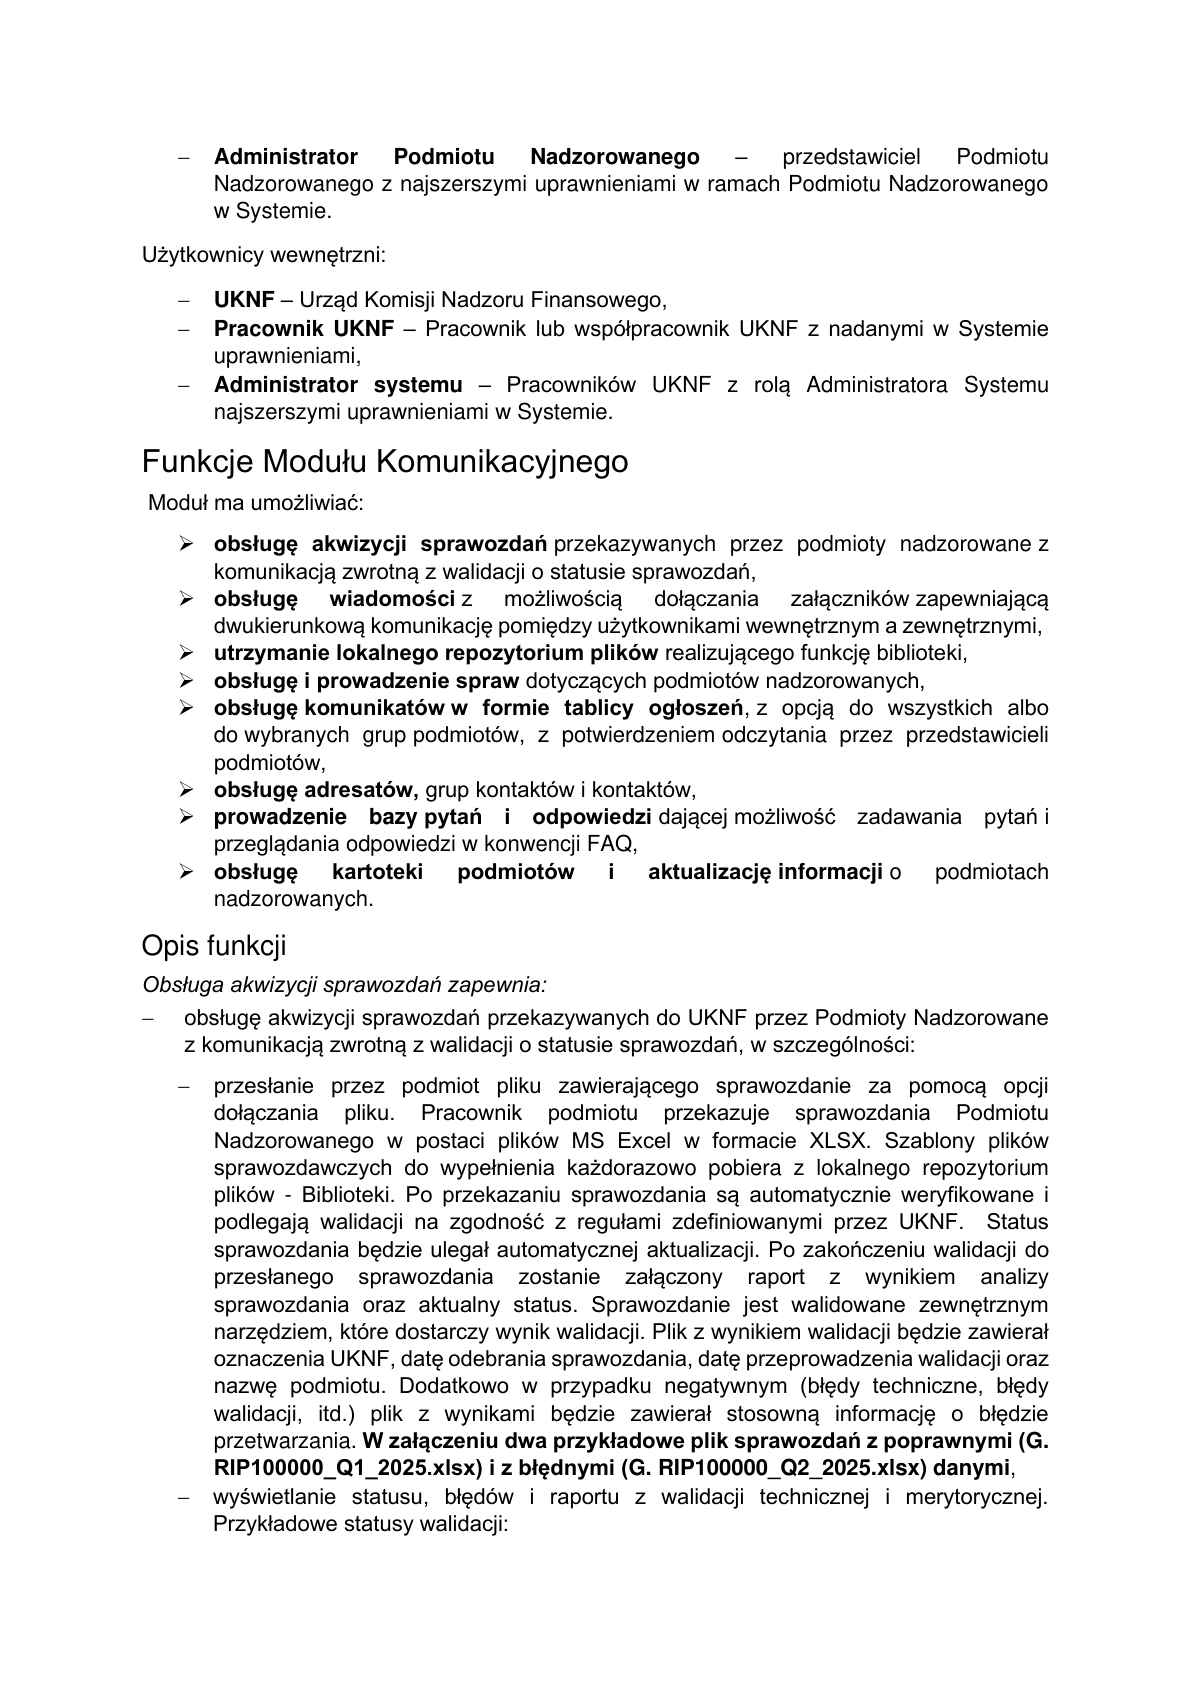 – Administrator Podmiotu Nadzorowanego – przedstawiciel Podmiotu
Nadzorowanego z najszerszymi uprawnieniami w ramach Podmiotu Nadzorowanego
w Systemie.
Użytkownicy wewnętrzni:
– UKNF – Urząd Komisji Nadzoru Finansowego,
– Pracownik UKNF – Pracownik lub współpracownik UKNF z nadanymi w Systemie
uprawnieniami,
– Administrator systemu – Pracowników UKNF z rolą Administratora Systemu
najszerszymi uprawnieniami w Systemie.
Funkcje Modułu Komunikacyjnego
Moduł ma umożliwiać:
➢ obsługę akwizycji sprawozdań przekazywanych przez podmioty nadzorowane z
komunikacją zwrotną z walidacji o statusie sprawozdań,
➢ obsługę wiadomości z możliwością dołączania załączników zapewniającą
dwukierunkową komunikację pomiędzy użytkownikami wewnętrznym a zewnętrznymi,
➢ utrzymanie lokalnego repozytorium plików realizującego funkcję biblioteki,
➢ obsługę i prowadzenie spraw dotyczących podmiotów nadzorowanych,
➢ obsługę komunikatów w formie tablicy ogłoszeń, z opcją do wszystkich albo
do wybranych grup podmiotów, z potwierdzeniem odczytania przez przedstawicieli
podmiotów,
➢ obsługę adresatów, grup kontaktów i kontaktów,
➢ prowadzenie bazy pytań i odpowiedzi dającej możliwość zadawania pytań i
przeglądania odpowiedzi w konwencji FAQ,
➢ obsługę kartoteki podmiotów i aktualizację informacji o podmiotach
nadzorowanych.
Opis funkcji
Obsługa akwizycji sprawozdań zapewnia:
– obsługę akwizycji sprawozdań przekazywanych do UKNF przez Podmioty Nadzorowane
z komunikacją zwrotną z walidacji o statusie sprawozdań, w szczególności:
– przesłanie przez podmiot pliku zawierającego sprawozdanie za pomocą opcji
dołączania pliku. Pracownik podmiotu przekazuje sprawozdania Podmiotu
Nadzorowanego w postaci plików MS Excel w formacie XLSX. Szablony plików
sprawozdawczych do wypełnienia każdorazowo pobiera z lokalnego repozytorium
plików - Biblioteki. Po przekazaniu sprawozdania są automatycznie weryfikowane i
podlegają walidacji na zgodność z regułami zdefiniowanymi przez UKNF. Status
sprawozdania będzie ulegał automatycznej aktualizacji. Po zakończeniu walidacji do
przesłanego sprawozdania zostanie załączony raport z wynikiem analizy
sprawozdania oraz aktualny status. Sprawozdanie jest walidowane zewnętrznym
narzędziem, które dostarczy wynik walidacji. Plik z wynikiem walidacji będzie zawierał
oznaczenia UKNF, datę odebrania sprawozdania, datę przeprowadzenia walidacji oraz
nazwę podmiotu. Dodatkowo w przypadku negatywnym (błędy techniczne, błędy
walidacji, itd.) plik z wynikami będzie zawierał stosowną informację o błędzie
przetwarzania. W załączeniu dwa przykładowe plik sprawozdań z poprawnymi (G.
RIP100000_Q1_2025.xlsx) i z błędnymi (G. RIP100000_Q2_2025.xlsx) danymi,
– wyświetlanie statusu, błędów i raportu z walidacji technicznej i merytorycznej.
Przykładowe statusy walidacji: